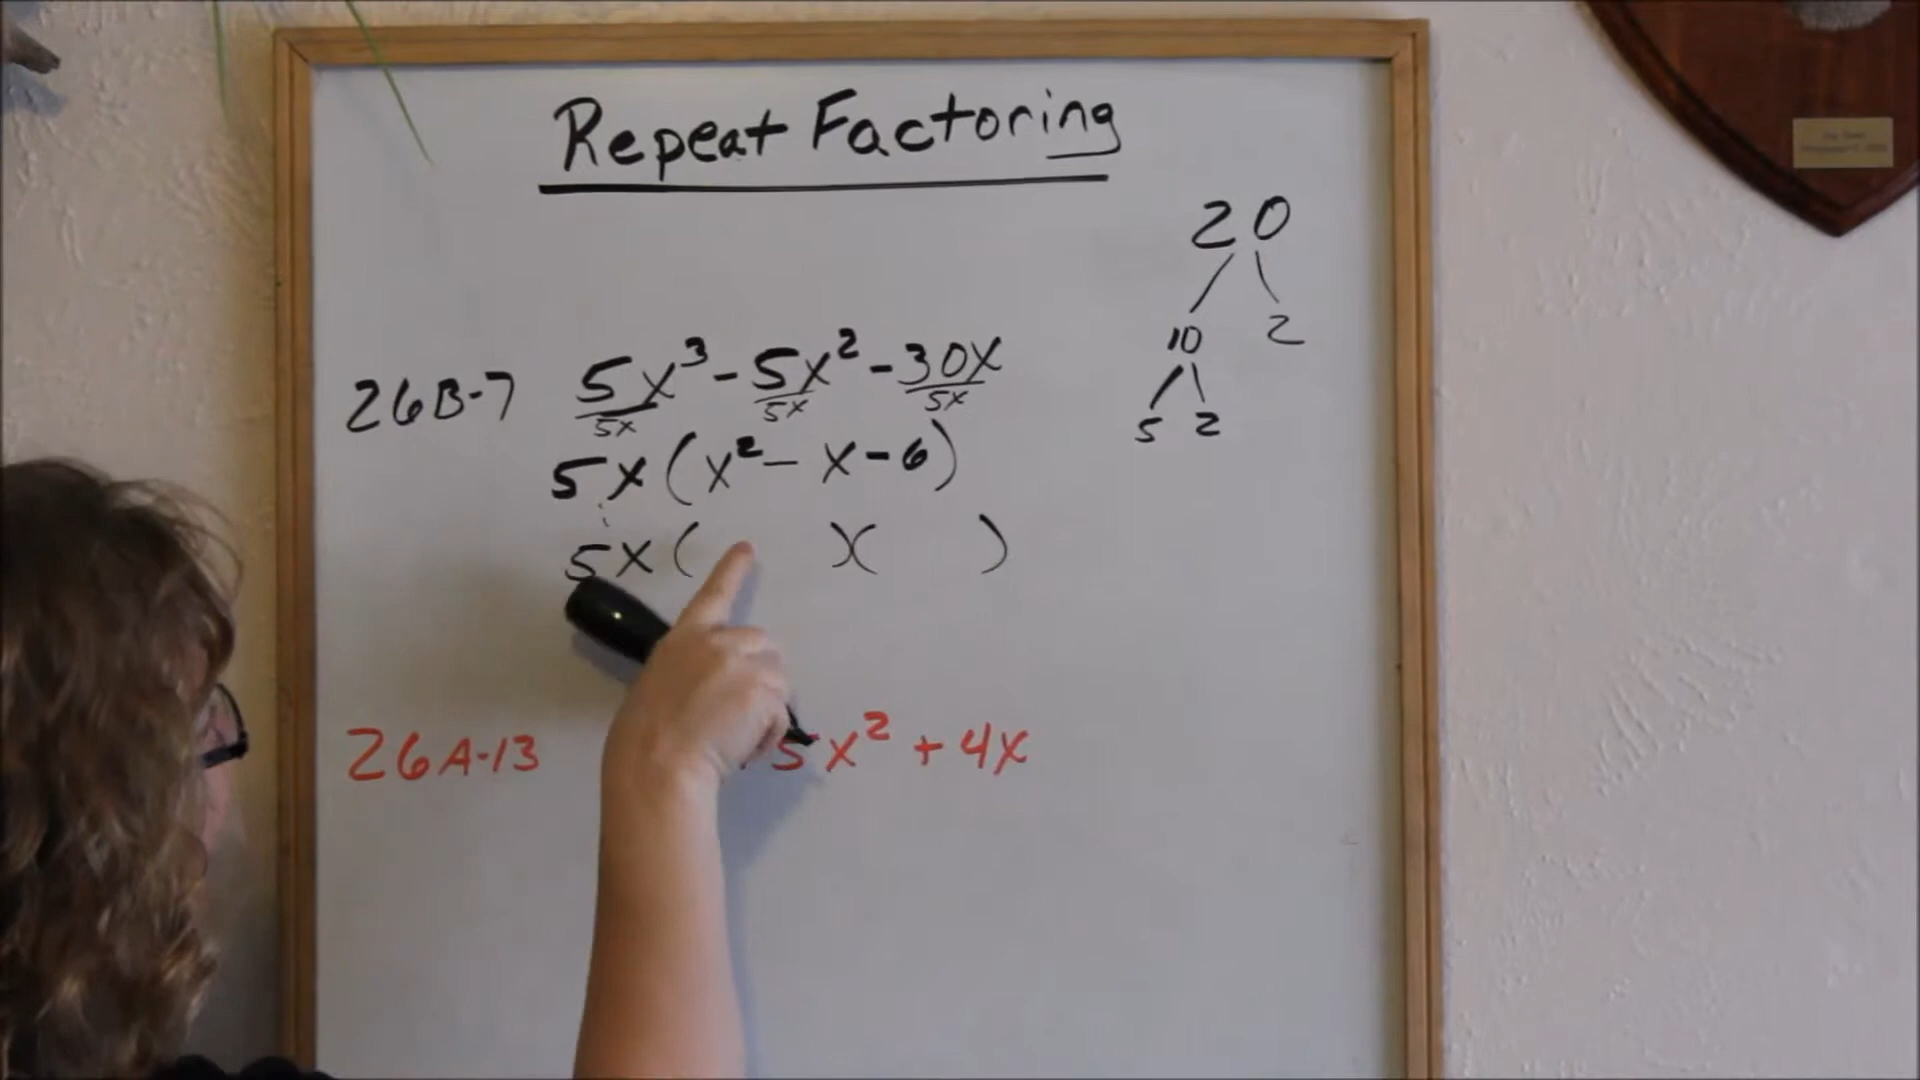 Repeat Factoring
20
10 2
5 2
26B-7 5x³ - 5x² - 30x
5x 5x 5x
5x(x² - x - 6)
5x( )( )
26A-13 5x² + 4x